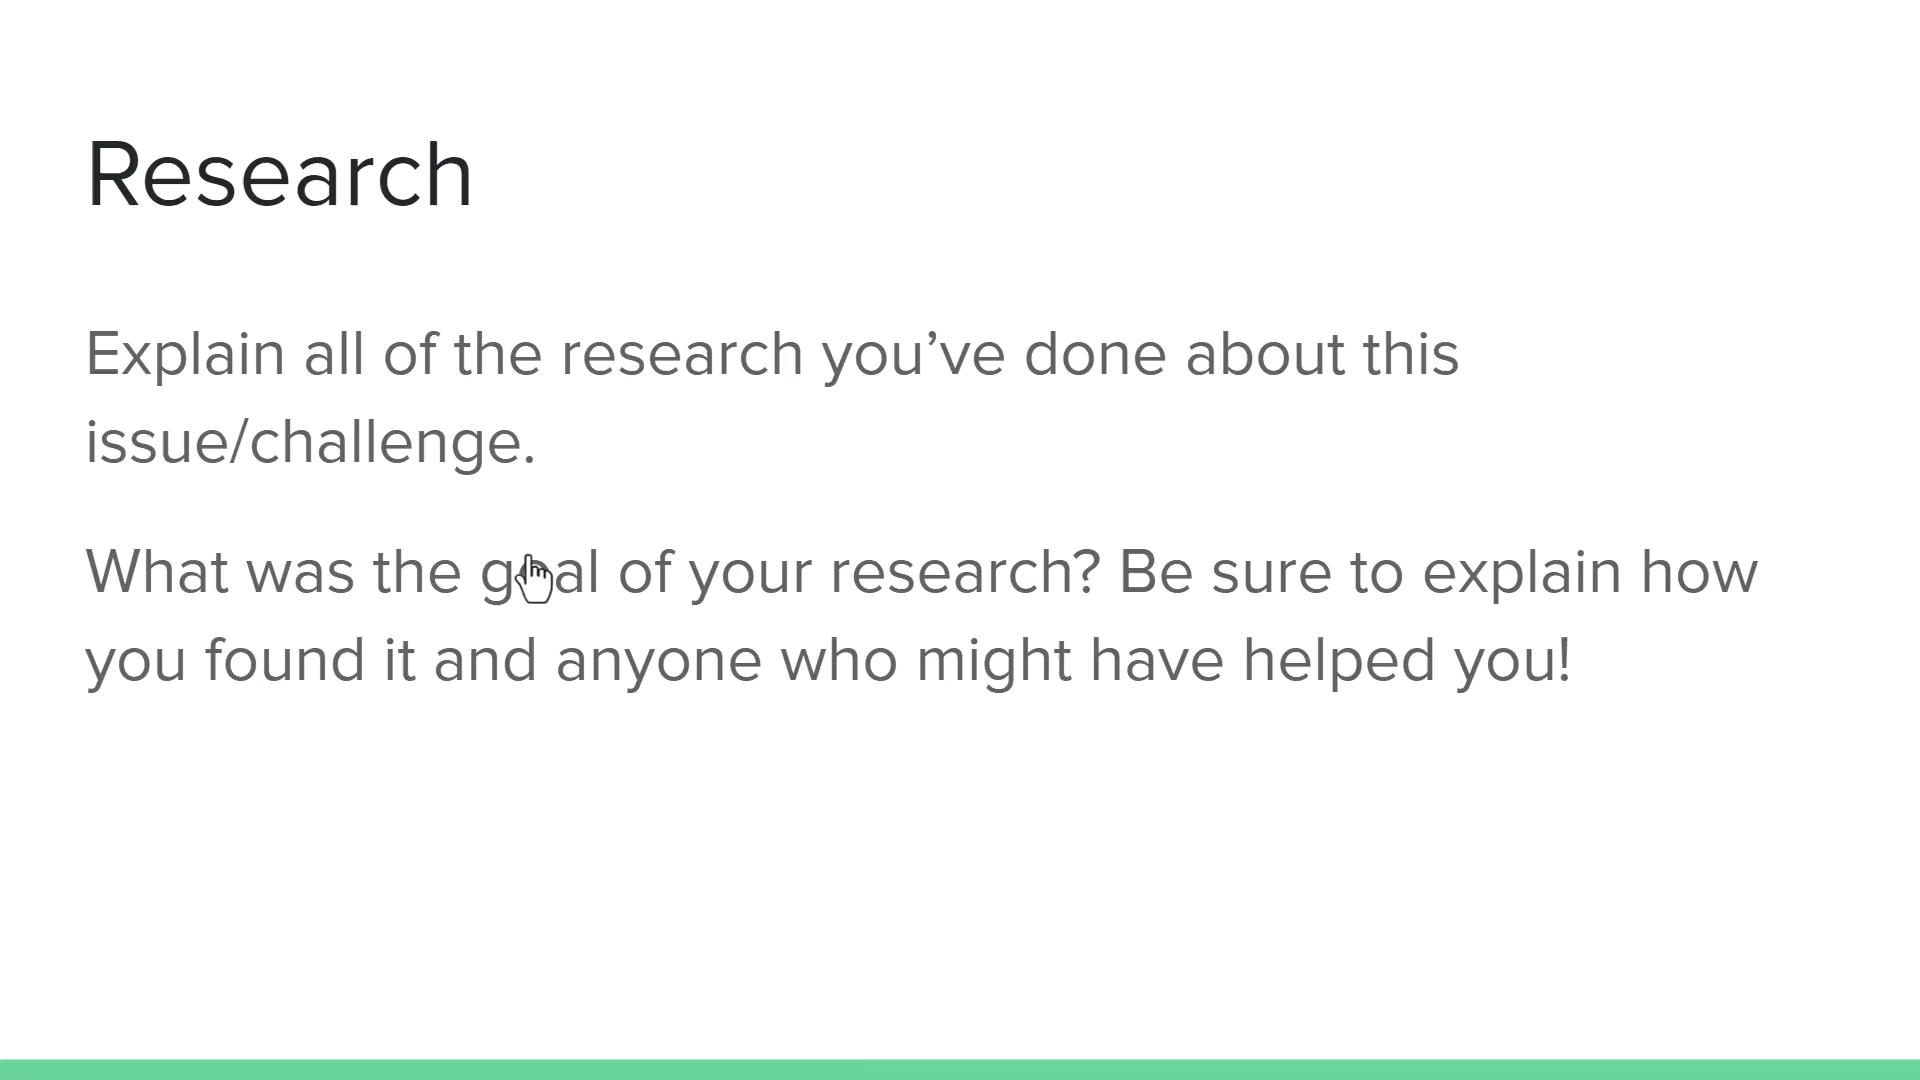 Research
Explain all of the research you’ve done about this
issue/challenge.
What was the goal of your research? Be sure to explain how
you found it and anyone who might have helped you!